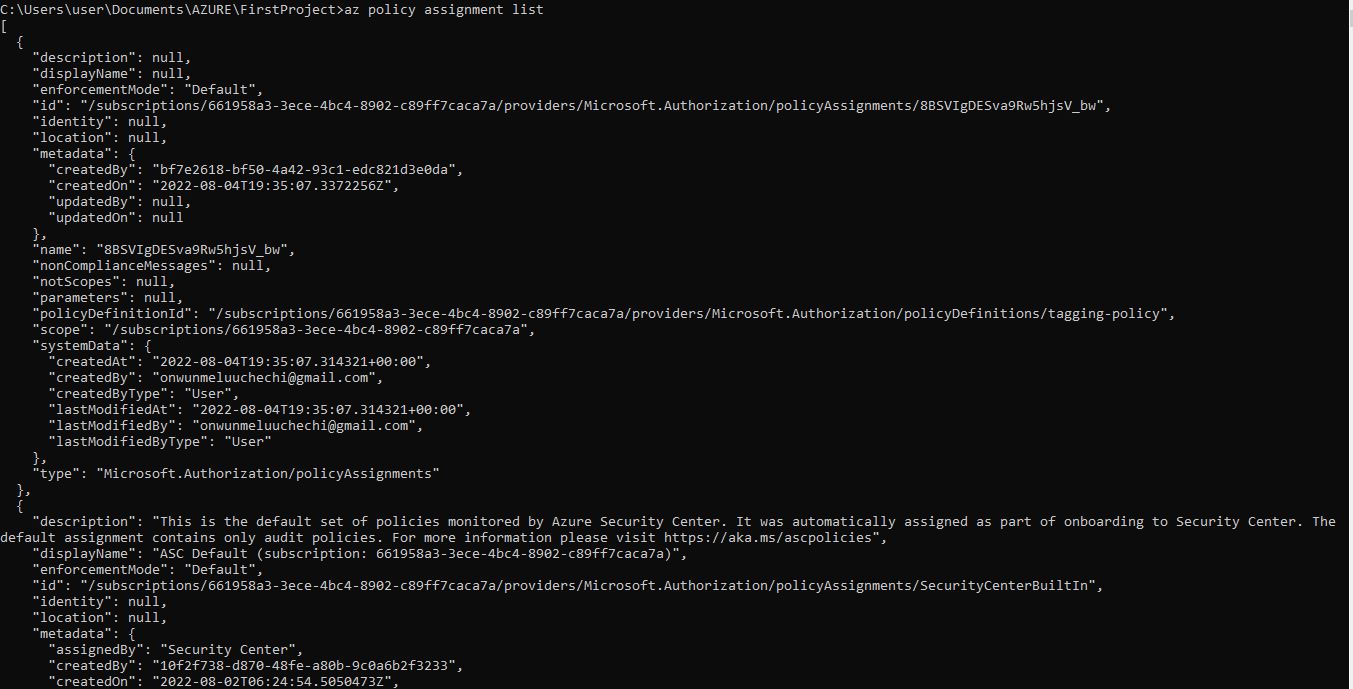 C:\Users\user\Documents\AZURE\FirstProject>az policy assignment list
[
  {
    "description": null,
    "displayName": null,
    "enforcementMode": "Default",
    "id": "/subscriptions/661958a3-3ece-4bc4-8902-c89ff7caca7a/providers/Microsoft.Authorization/policyAssignments/8BSVIgDESva9Rw5hjsV_bw",
    "identity": null,
    "location": null,
    "metadata": {
      "createdBy": "bf7e2618-bf50-4a42-93c1-edc821d3e0da",
      "createdOn": "2022-08-04T19:35:07.3372256Z",
      "updatedBy": null,
      "updatedOn": null
    },
    "name": "8BSVIgDESva9Rw5hjsV_bw",
    "nonComplianceMessages": null,
    "notScopes": null,
    "parameters": null,
    "policyDefinitionId": "/subscriptions/661958a3-3ece-4bc4-8902-c89ff7caca7a/providers/Microsoft.Authorization/policyDefinitions/tagging-policy",
    "scope": "/subscriptions/661958a3-3ece-4bc4-8902-c89ff7caca7a",
    "systemData": {
      "createdAt": "2022-08-04T19:35:07.314321+00:00",
      "createdBy": "onwunmeluuchechi@gmail.com",
      "createdByType": "User",
      "lastModifiedAt": "2022-08-04T19:35:07.314321+00:00",
      "lastModifiedBy": "onwunmeluuchechi@gmail.com",
      "lastModifiedByType": "User"
    },
    "type": "Microsoft.Authorization/policyAssignments"
  },
  {
    "description": "This is the default set of policies monitored by Azure Security Center. It was automatically assigned as part of onboarding to Security Center. The
default assignment contains only audit policies. For more information please visit https://aka.ms/ascpolicies",
    "displayName": "ASC Default (subscription: 661958a3-3ece-4bc4-8902-c89ff7caca7a)",
    "enforcementMode": "Default",
    "id": "/subscriptions/661958a3-3ece-4bc4-8902-c89ff7caca7a/providers/Microsoft.Authorization/policyAssignments/SecurityCenterBuiltIn",
    "identity": null,
    "location": null,
    "metadata": {
      "assignedBy": "Security Center",
      "createdBy": "10f2f738-d870-48fe-a80b-9c0a6b2f3233",
      "createdOn": "2022-08-02T06:24:54.5050473Z",